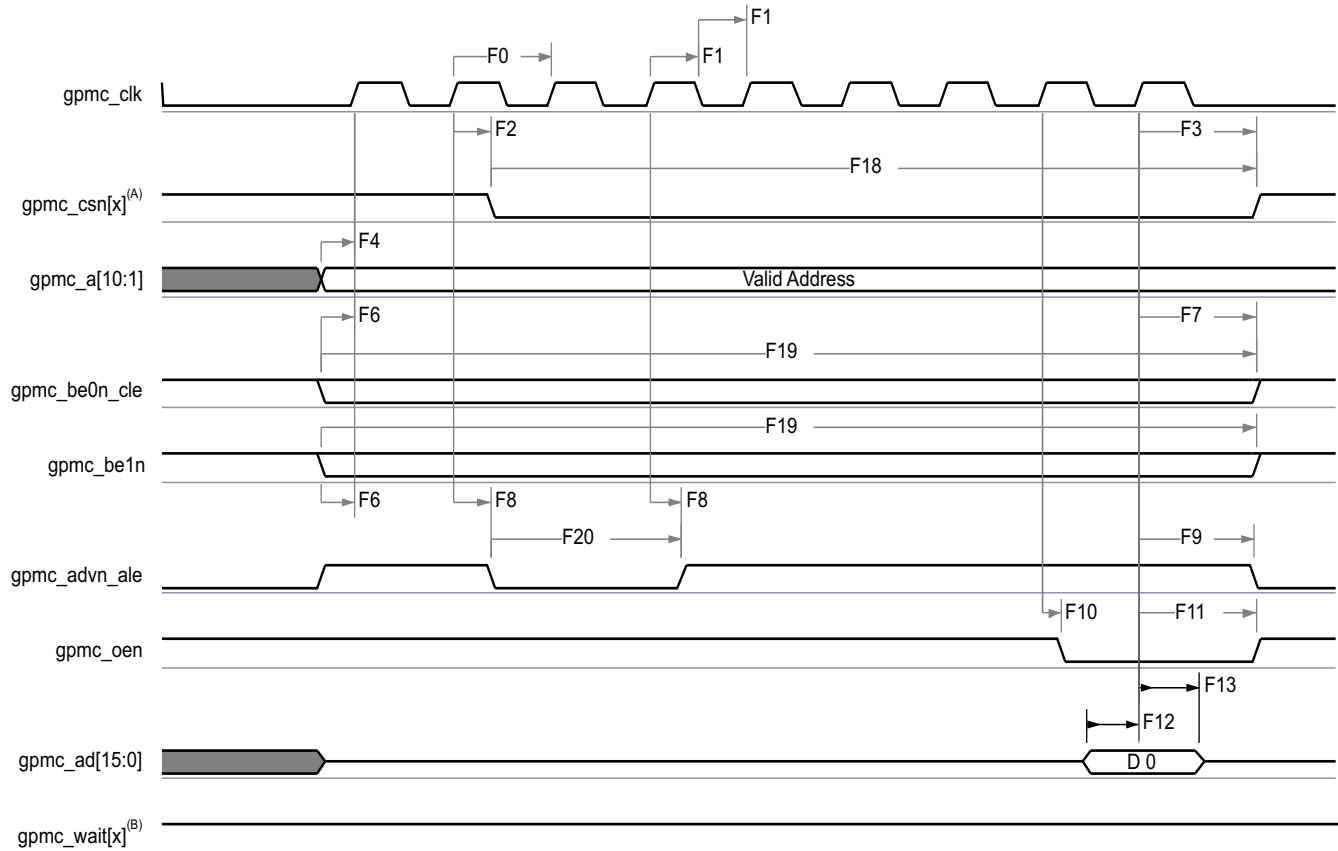 F1
F0
F1
gpmc_clk
F2
F3
F18
gpmc_csn[x](A)
F4
gpmc_a[10:1]
Valid Address
F6
F7
F19
gpmc_be0n_cle
F19
gpmc_be1n
F6
F8
F8
F20
F9
gpmc_advn_ale
F10
F11
gpmc_oen
F13
F12
gpmc_ad[15:0]
D 0
gpmc_wait[x](B)